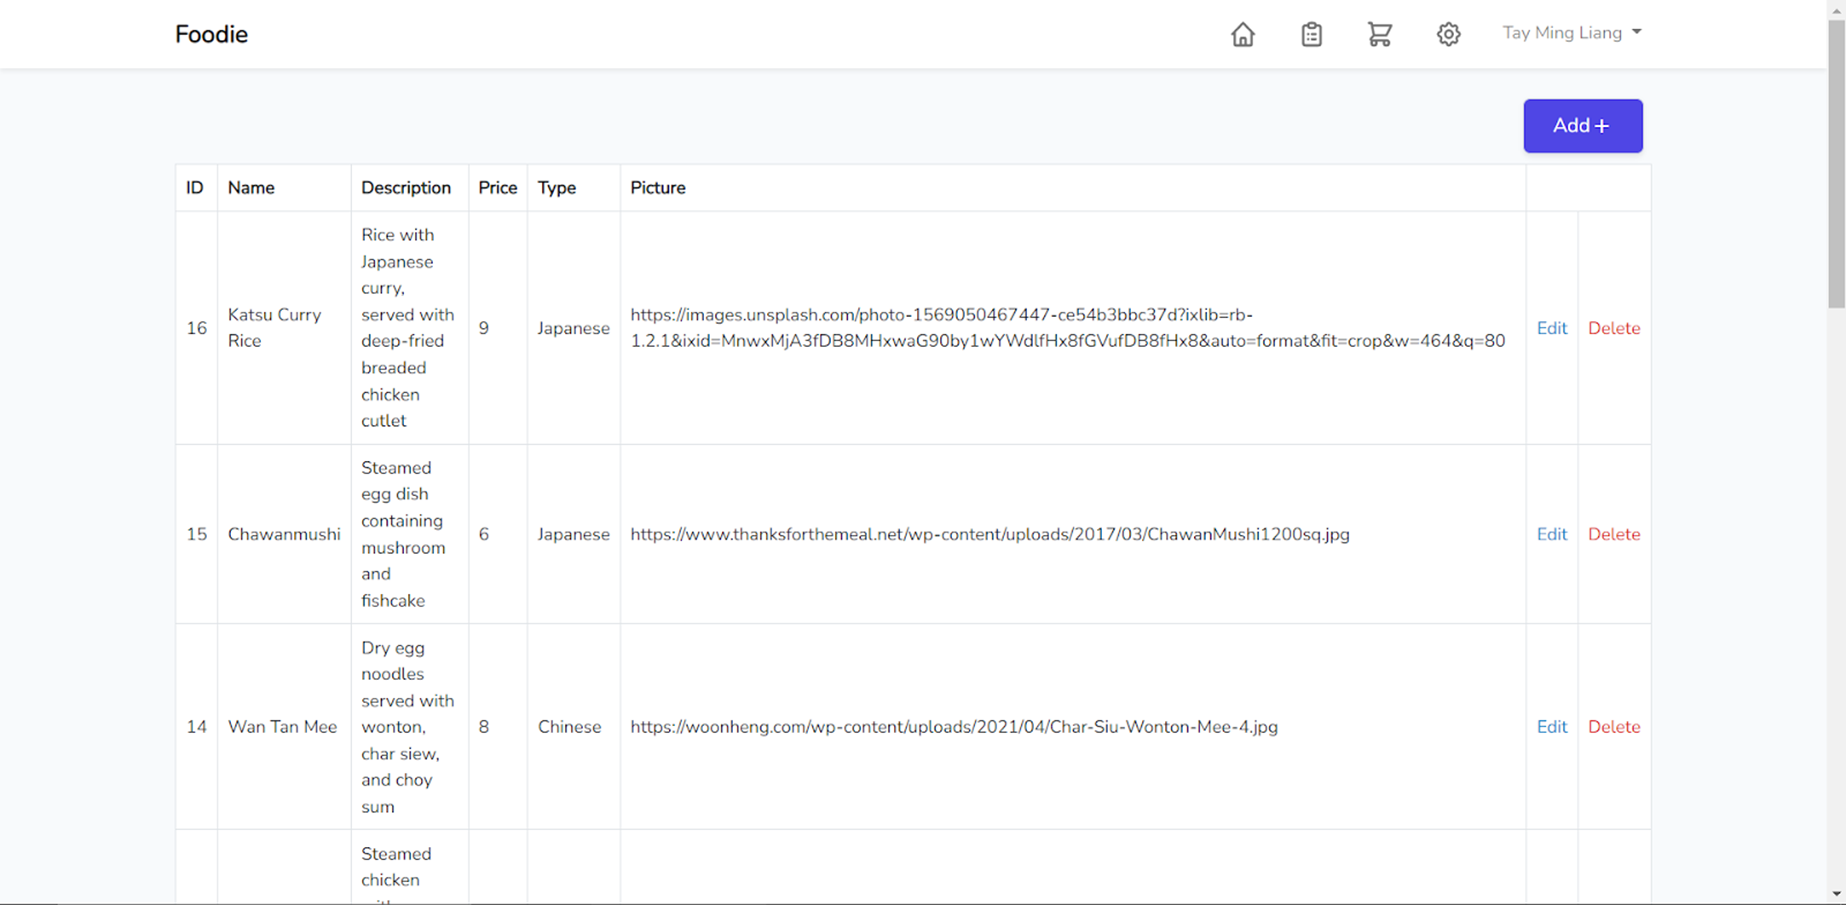 Foodie
Tay Ming Liang
Add+
ID Name Description Price Type Picture
16
Katsu Curry
Rice
Rice with
Japanese
curry,
served with
deep-fried
breaded
chicken
cutlet
9
Japanese
https://images.unsplash.com/photo-1569050467447-ce54b3bbc37d?ixlib=rb-
1.2.1&ixid=MnwxMjA3fDB8MHxwaG90by1wYWdlfHx8fGVufDB8fHx8&auto=format&fit=crop&w=464&q=80
Edit
Delete
15
Chawanmushi
Steamed
egg dish
containing
mushroom
and
fishcake
6
Japanese
https://www.thanksforthemeal.net/wp-content/uploads/2017/03/ChawanMushi1200sq.jpg
Edit
Delete
14
Wan Tan Mee
Dry egg
noodles
served with
wonton,
char siew,
and choy
sum
8
Chinese
https://woonheng.com/wp-content/uploads/2021/04/Char-Siu-Wonton-Mee-4.jpg
Edit
Delete
Steamed
chicken